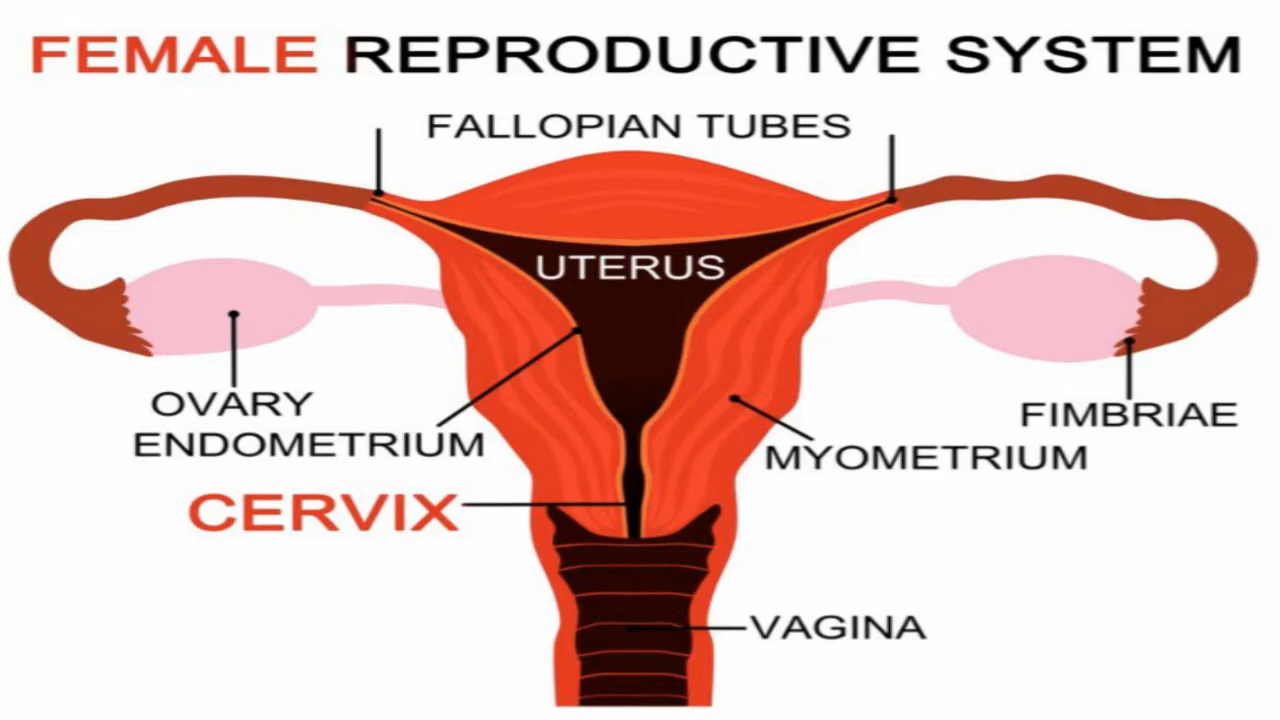 FEMALE REPRODUCTIVE SYSTEM
FALLOPIAN TUBES
UTERUS
OVARY
FIMBRIAE
ENDOMETRIUM
MYOMETRIUM
CERVIX
VAGINA